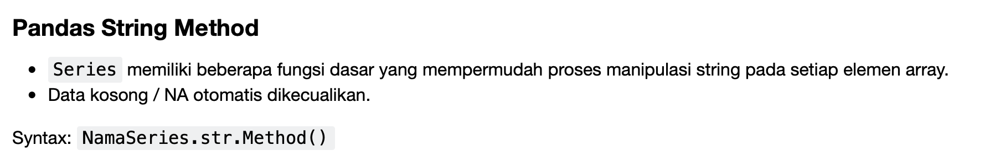 Pandas String Method
• Series memiliki beberapa fungsi dasar yang mempermudah proses manipulasi string pada setiap elemen array.
• Data kosong / NA otomatis dikecualikan.
Syntax: NamaSeries.str.Method()